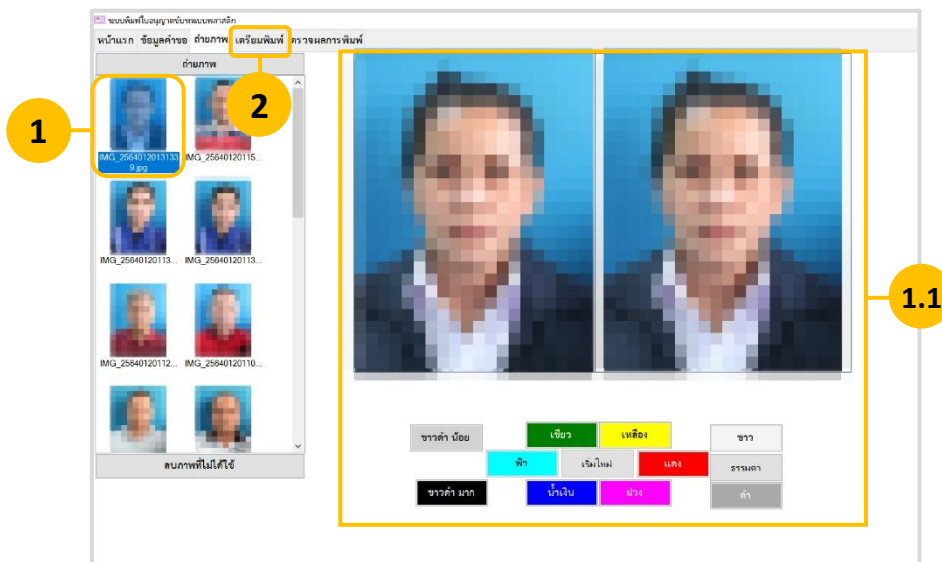 ระบบพิมพ์ใบอนุญาตขับรถแบบพลาสติก
หน้าแรก ข้อมูลคำขอ ถ่ายภาพ เตรียมพิมพ์ ตรวจผลการพิมพ์
ถ่ายภาพ
1
2
IMG_25640120131339.jpg
IMG_2564012011 5...
IMG_25640120113...
IMG_25640120113...
IMG_25640120112...
IMG_25640120110...
ลบภาพที่ไม่ได้ใช้
1.1
ขาวดำ น้อย
เขียว
เหลือง
ขาว
ฟ้า
เริ่มใหม่
แดง
ธรรมดา
ขาวดำ มาก
น้ำเงิน
ม่วง
ดำ